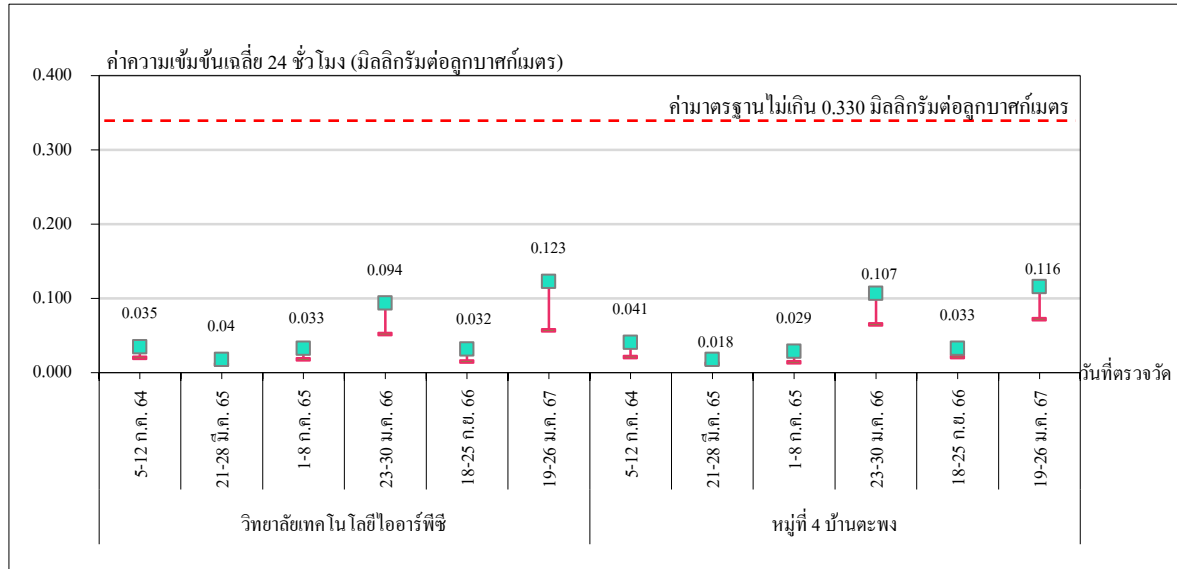 ค่าความเข้มข้นเฉลี่ย 24 ชั่วโมง (มิลลิกรัมต่อลูกบาศก์เมตร)
0.400
ค่ามาตรฐานไม่เกิน 0.330 มิลลิกรัมต่อลูกบาศก์เมตร
0.300
0.200
0.100
0.000
0.035
0.04
0.033
0.094
0.032
0.123
0.041
0.018
0.029
0.107
0.033
0.116
วันที่ตรวจวัด
5-12 ก.ค. 64
21-28 มี.ค. 65
1-8 ก.ค. 65
23-30 ม.ค. 66
18-25 ก.ย. 66
19-26 ม.ค. 67
5-12 ก.ค. 64
21-28 มี.ค. 65
1-8 ก.ค. 65
23-30 ม.ค. 66
18-25 ก.ย. 66
19-26 ม.ค. 67
วิทยาลัยเทคโนโลยีไออาร์พีซี
หมู่ที่ 4 บ้านตะพง